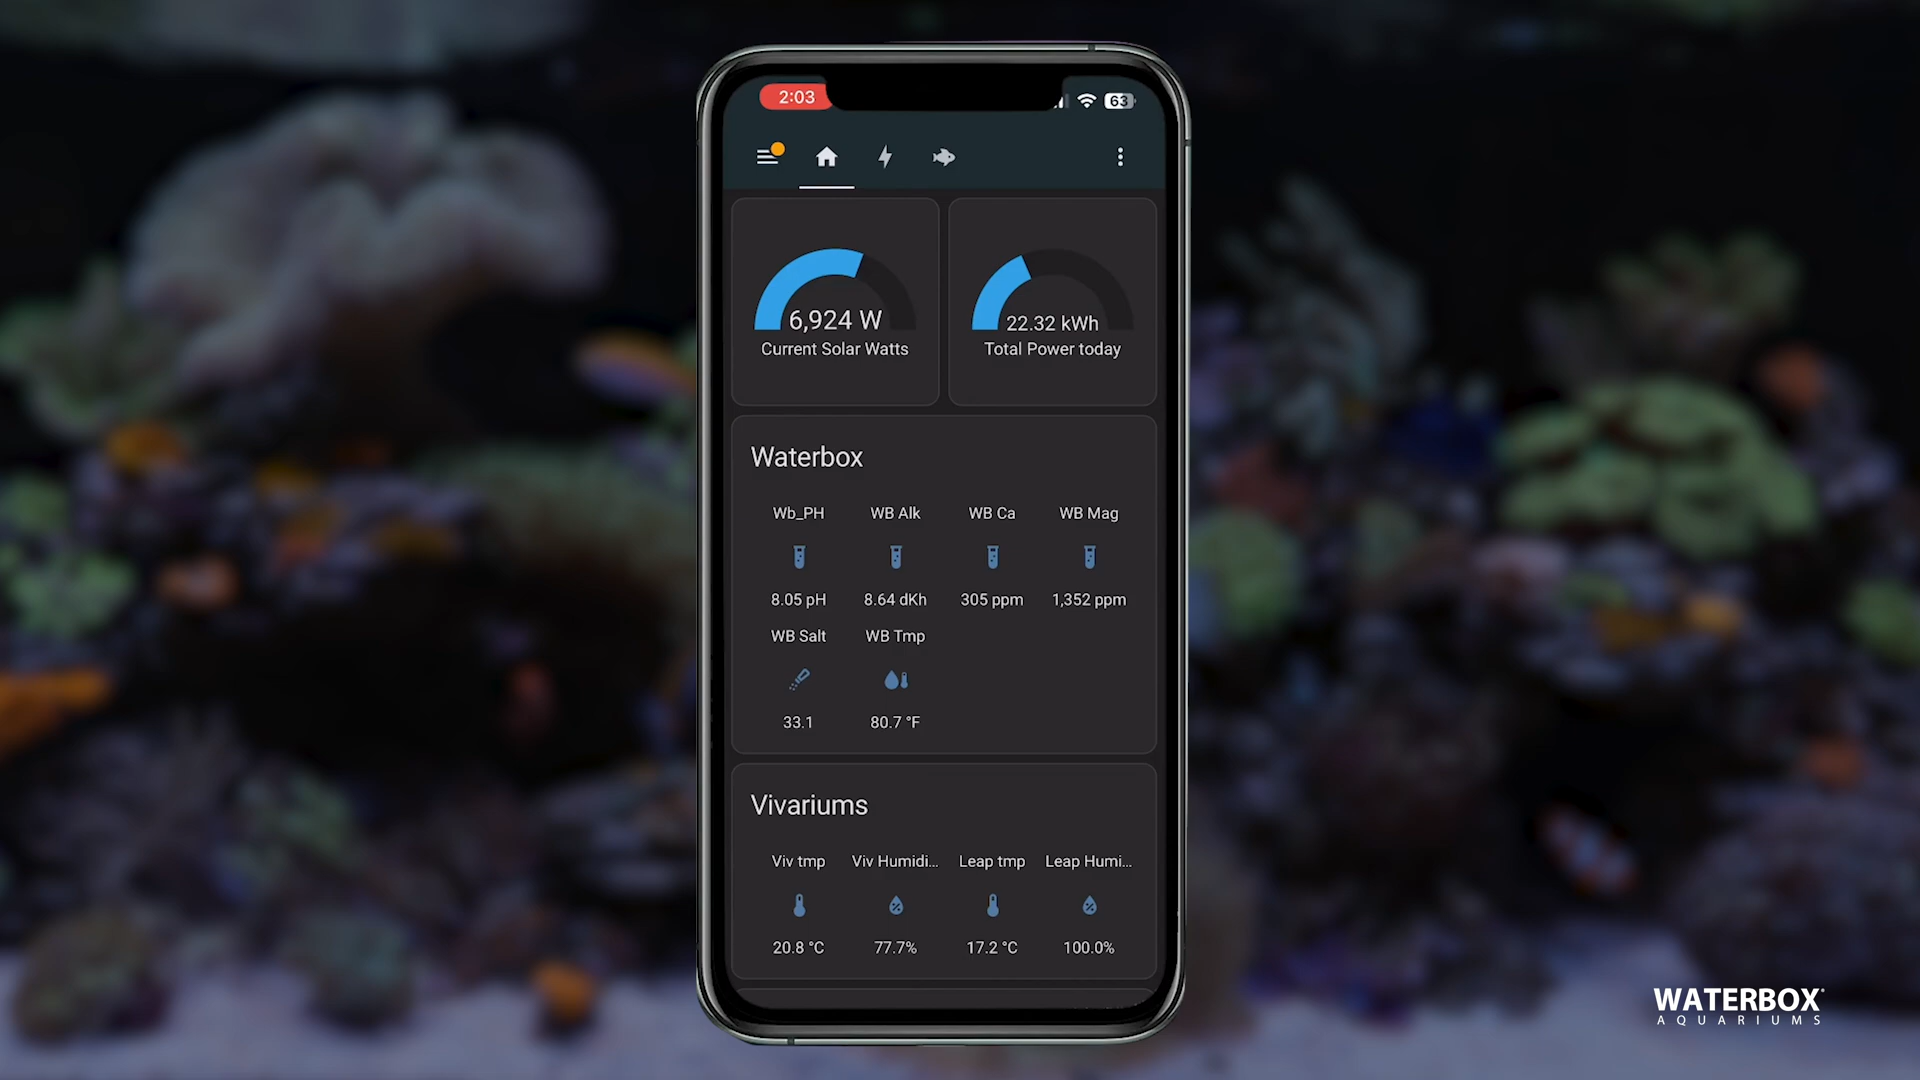 2:03
63
6,924 W
Current Solar Watts
22.32 kWh
Total Power today
Waterbox
Wb_PH WB Alk WB Ca WB Mag
8.05 pH 8.64 dKh 305 ppm 1,352 ppm
WB Salt WB Tmp
33.1 80.7 °F
Vivariums
Viv tmp Viv Humidi... Leap tmp Leap Humi...
20.8 °C 77.7% 17.2 °C 100.0%
WATERBOX
AQUARIUMS